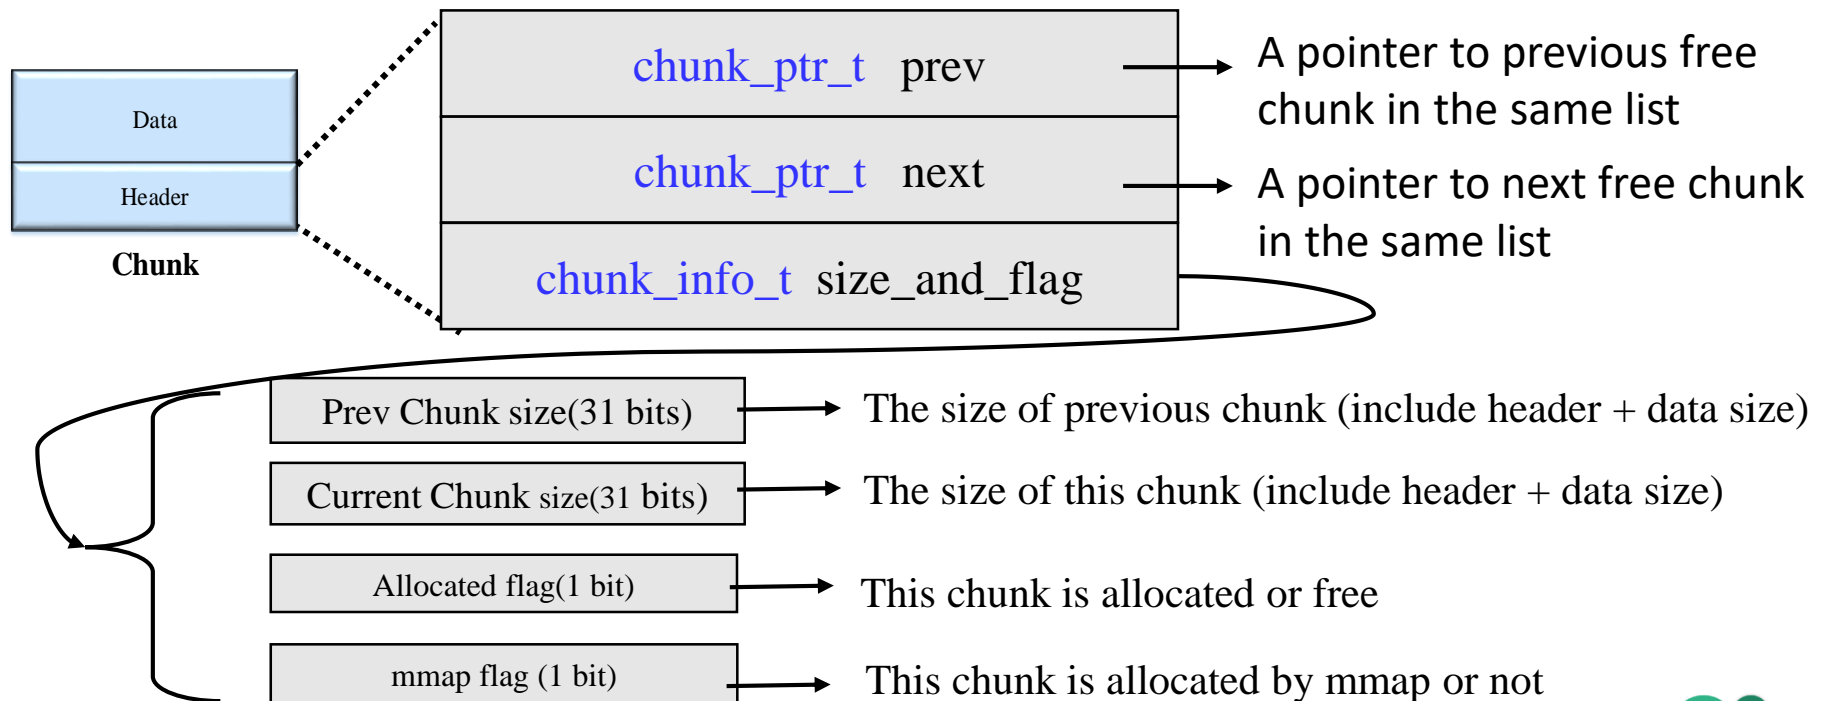 Data
Header
Chunk
chunk_ptr_t prev
chunk_ptr_t next
chunk_info_t size_and_flag
A pointer to previous free
chunk in the same list
A pointer to next free chunk
in the same list
Prev Chunk size(31 bits)
The size of previous chunk (include header + data size)
Current Chunk size(31 bits)
The size of this chunk (include header + data size)
Allocated flag(1 bit)
This chunk is allocated or free
mmap flag (1 bit)
This chunk is allocated by mmap or not